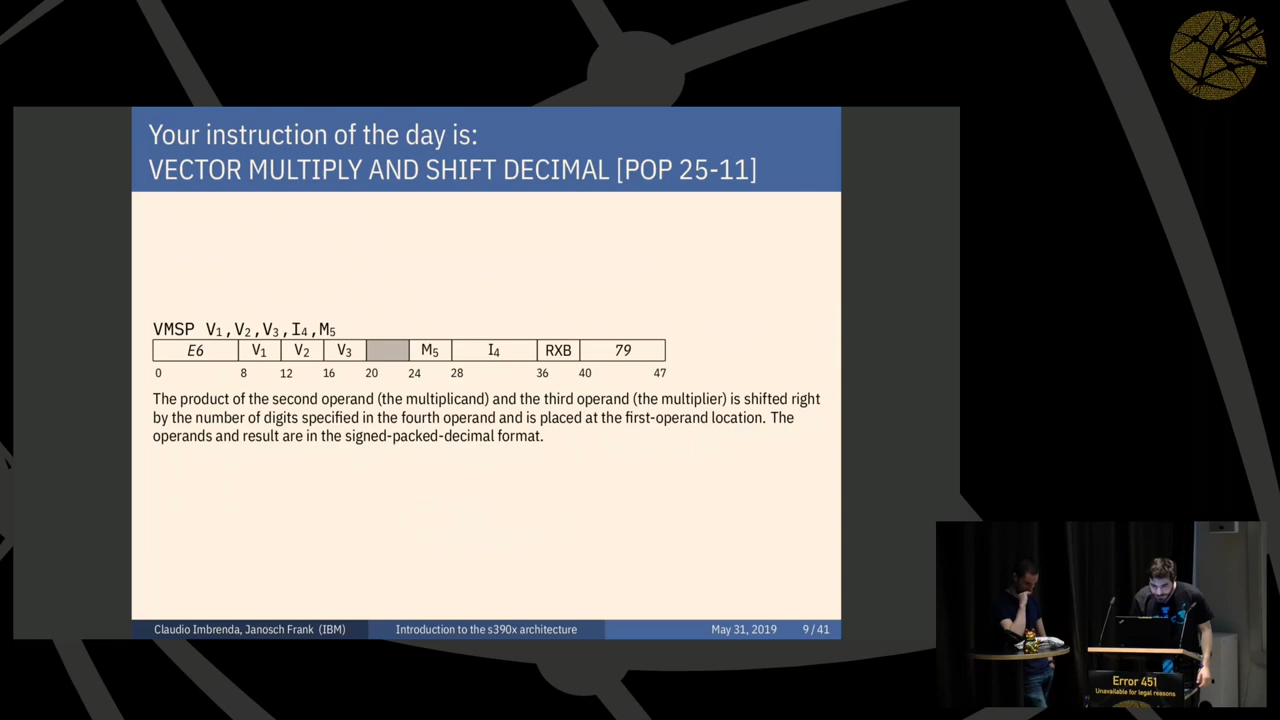 Your instruction of the day is:
VECTOR MULTIPLY AND SHIFT DECIMAL [POP 25-11]
VMSP V1,V2,V3,I4,M5
E6 V1 V2 V3 M5 I4 RXB 79
0 8 12 16 20 24 28 36 40 47
The product of the second operand (the multiplicand) and the third operand (the multiplier) is shifted right
by the number of digits specified in the fourth operand and is placed at the first-operand location. The
operands and result are in the signed-packed-decimal format.
Claudio Imbrenda, Janosch Frank (IBM) Introduction to the s390x architecture May 31, 2019 9 / 41
Error 451
Unavailable for legal reasons